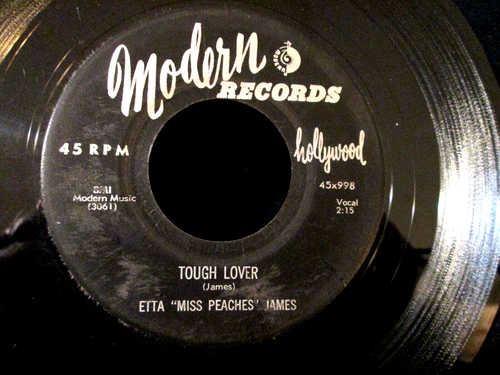 Modern
RECORDS
hollywood
45 RPM
45x998
BMI
Modern Music
(3061)
Vocal
2:15
TOUGH LOVER
(James)
ETTA "MISS PEACHES" JAMES